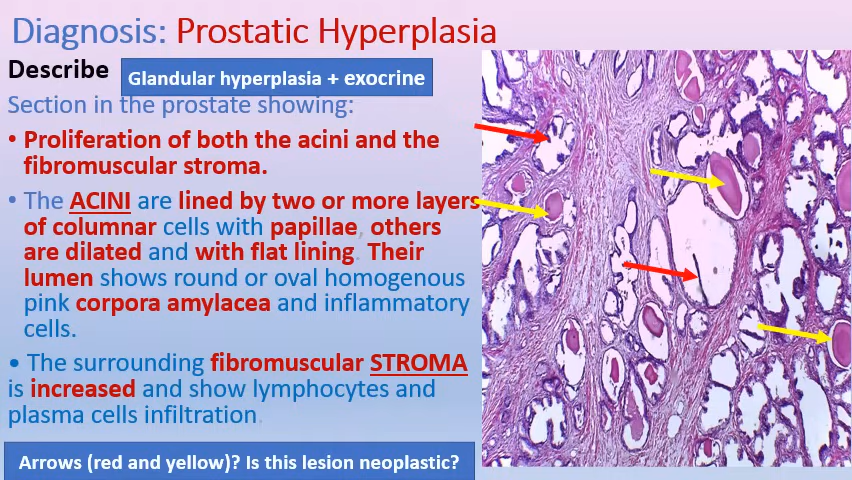 Diagnosis: Prostatic Hyperplasia
Describe
Glandular hyperplasia + exocrine
Section in the prostate showing:
• Proliferation of both the acini and the
fibromuscular stroma.
• The ACINI are lined by two or more layers
of columnar cells with papillae, others
are dilated and with flat lining. Their
lumen shows round or oval homogenous
pink corpora amylacea and inflammatory
cells.
• The surrounding fibromuscular STROMA
is increased and show lymphocytes and
plasma cells infiltration.
Arrows (red and yellow)? Is this lesion neoplastic?